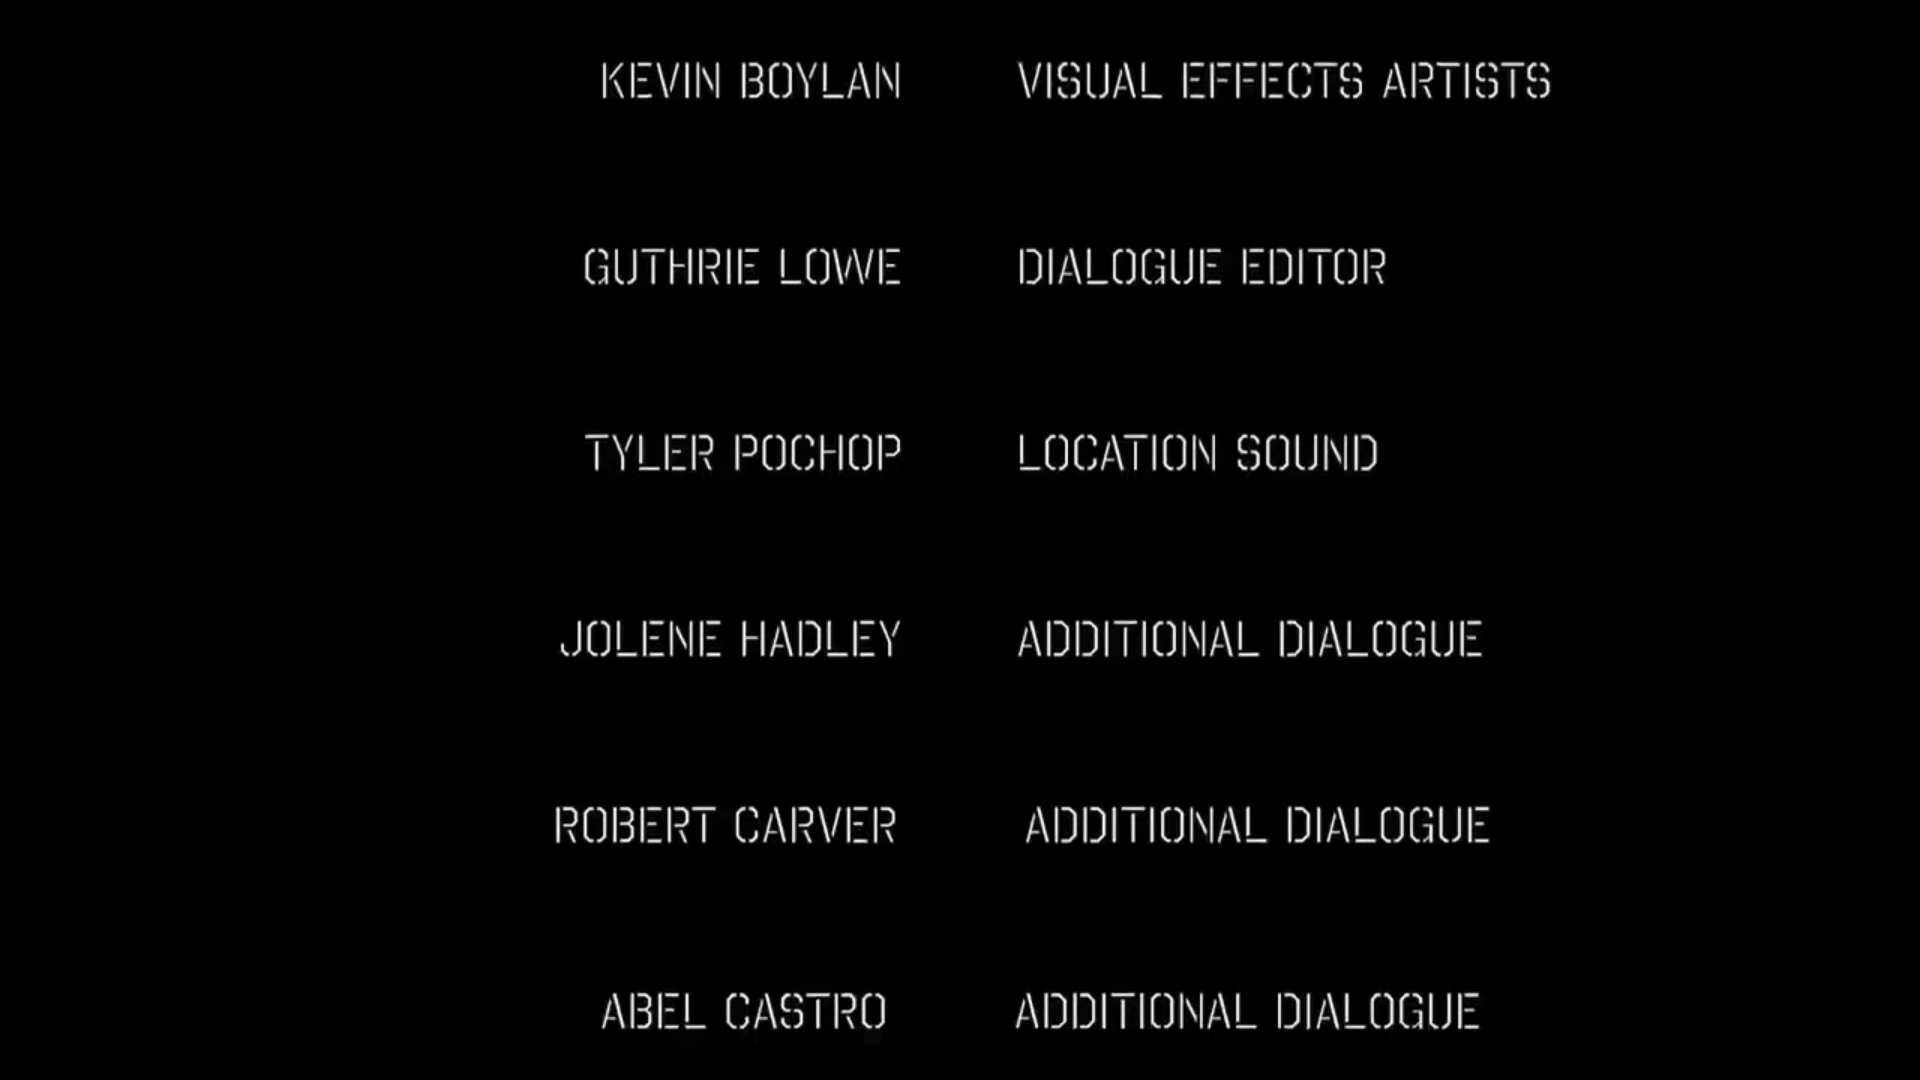 KEVIN BOYLAN VISUAL EFFECTS ARTISTS
GUTHRIE LOWE DIALOGUE EDITOR
TYLER POCHOP LOCATION SOUND
JOLENE HADLEY ADDITIONAL DIALOGUE
ROBERT CARVER ADDITIONAL DIALOGUE
ABEL CASTRO ADDITIONAL DIALOGUE